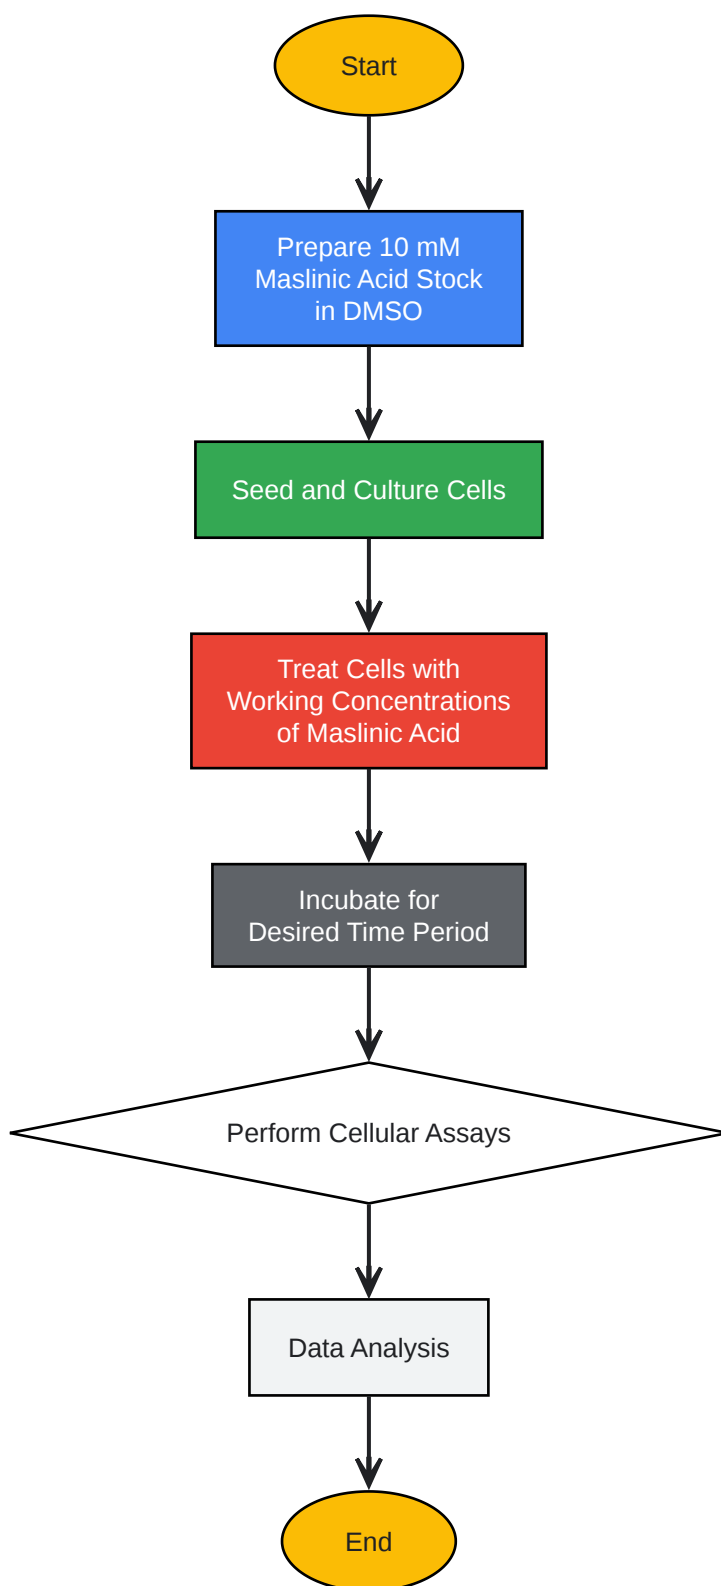 Start
Prepare 10 mM
Maslinic Acid Stock
in DMSO
Seed and Culture Cells
Treat Cells with
Working Concentrations
of Maslinic Acid
Incubate for
Desired Time Period
Perform Cellular Assays
Data Analysis
End